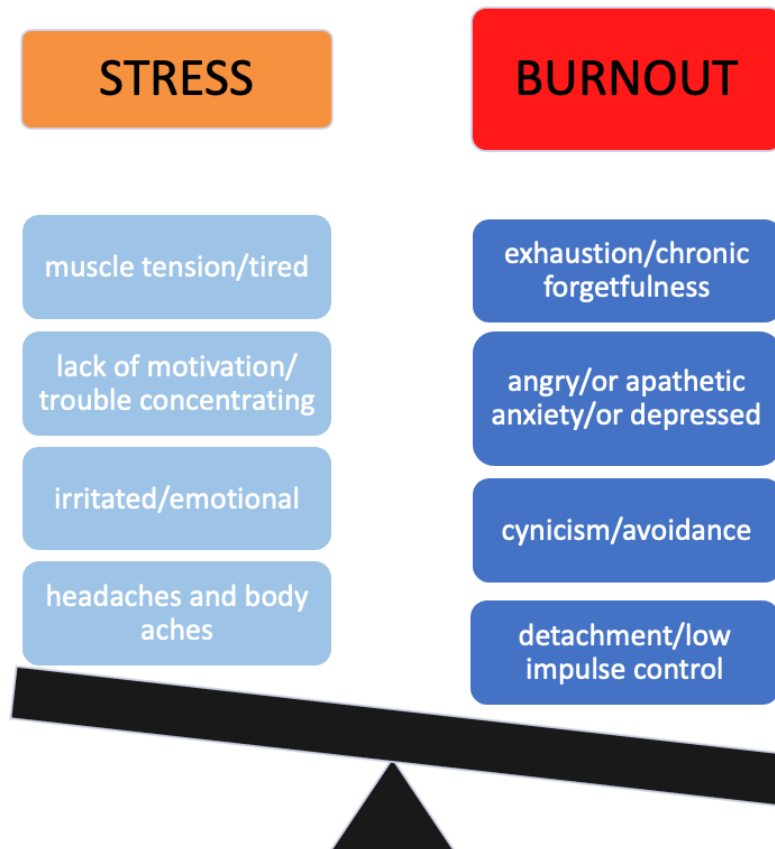 STRESS
BURNOUT
muscle tension/tired
lack of motivation/
trouble concentrating
irritated/emotional
headaches and body
aches
exhaustion/chronic
forgetfulness
angry/or apathetic
anxiety/or depressed
cynicism/avoidance
detachment/low
impulse control